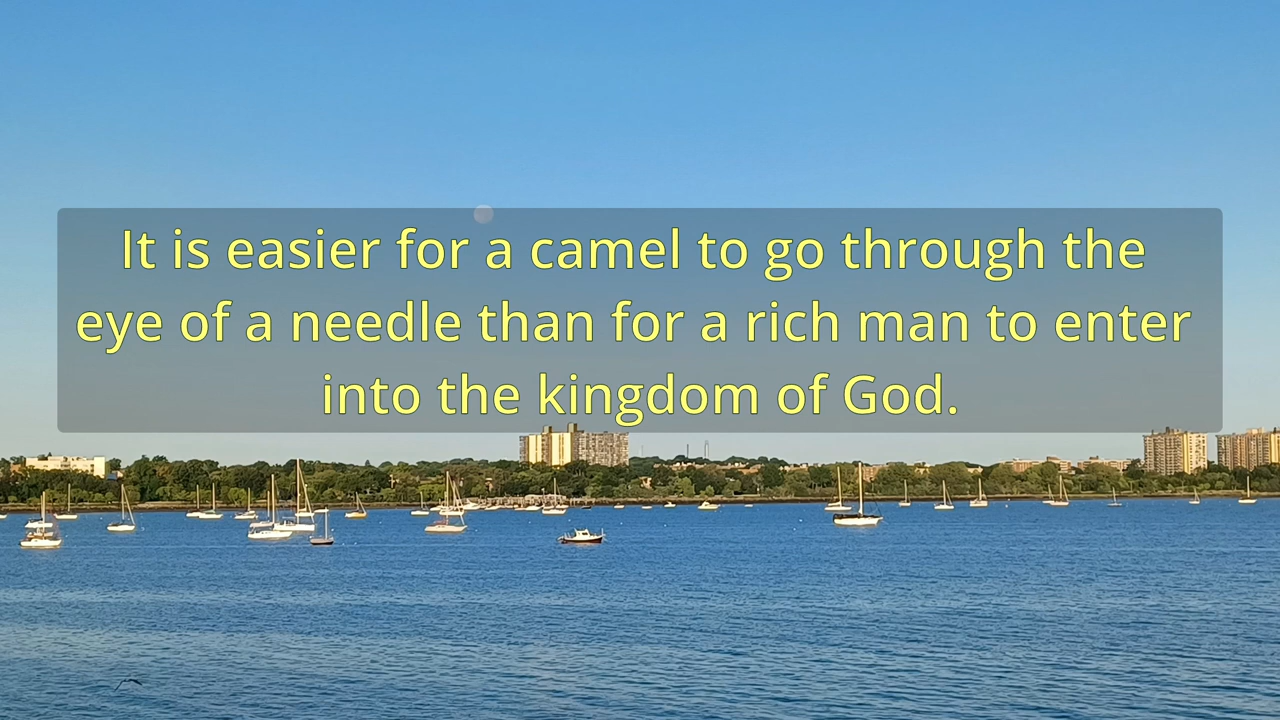 It is easier for a camel to go through the
eye of a needle than for a rich man to enter
into the kingdom of God.